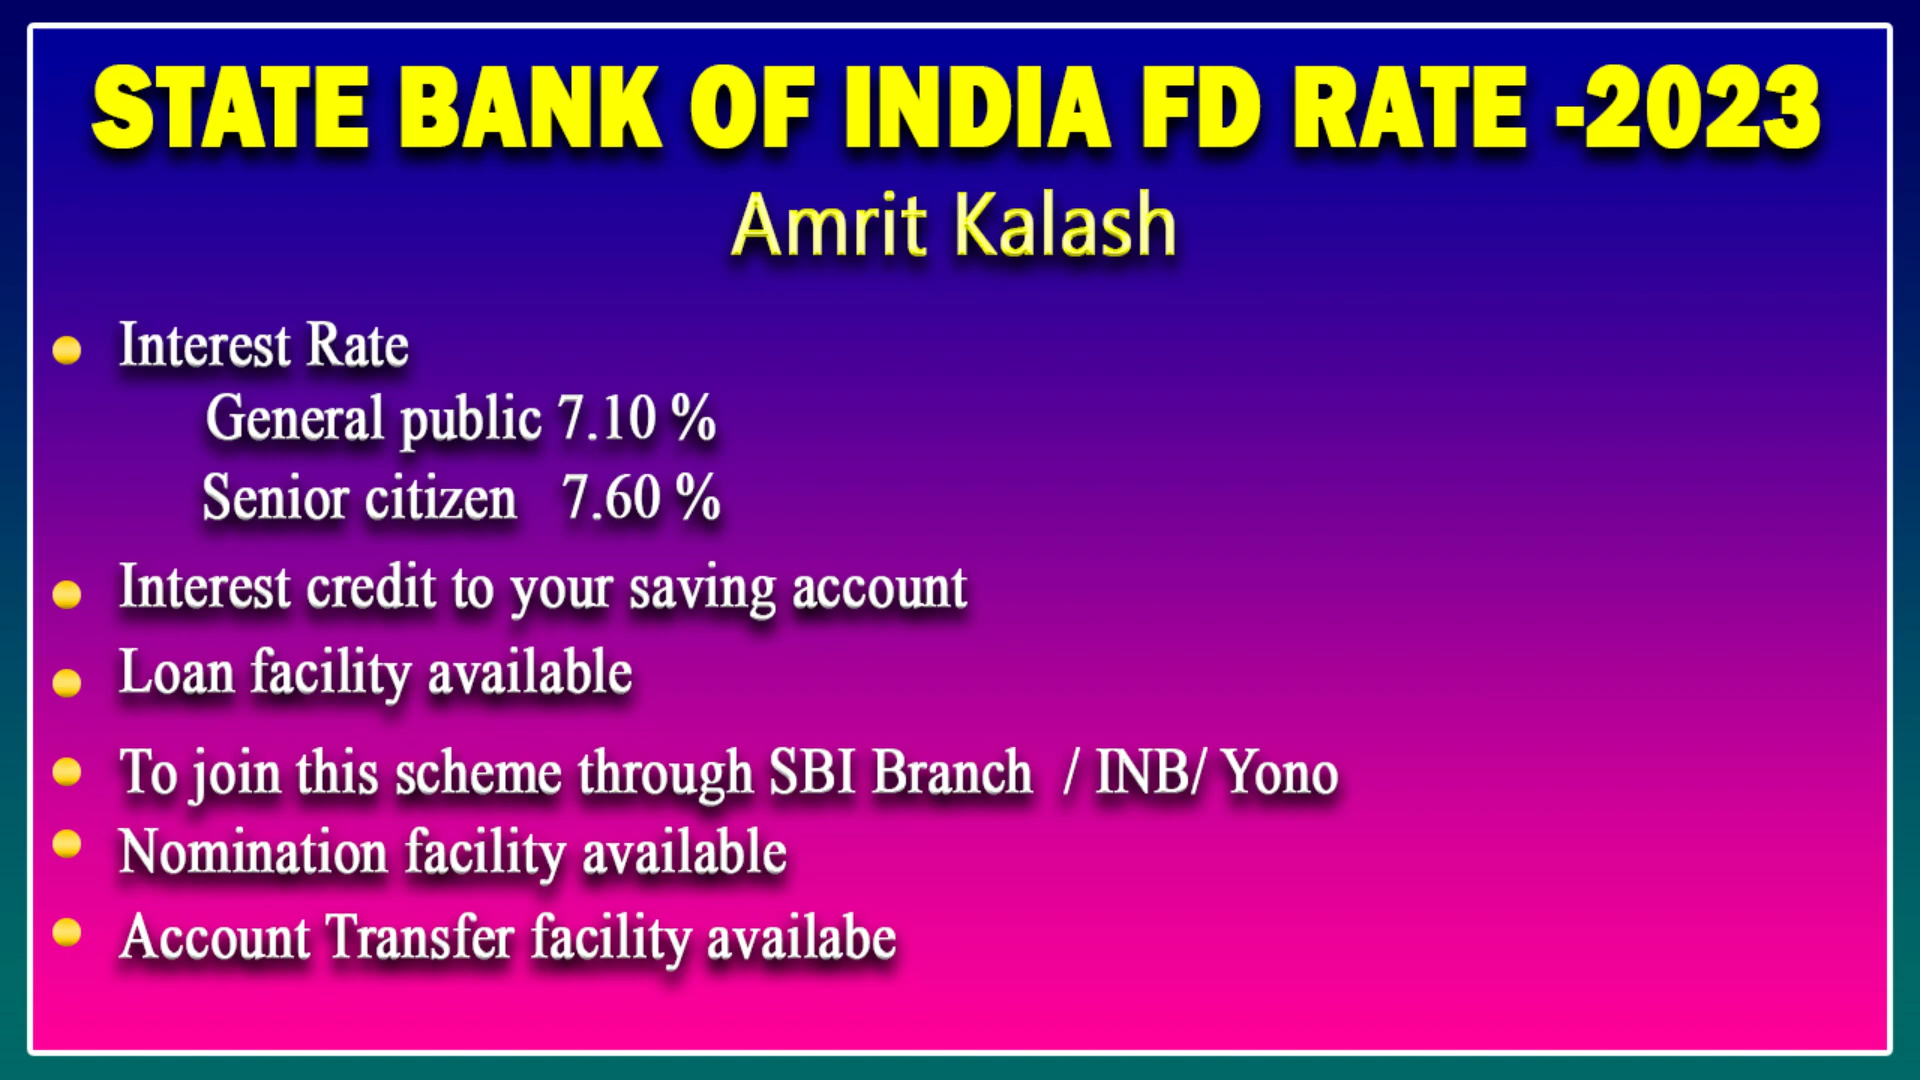 STATE BANK OF INDIA FD RATE -2023
Amrit Kalash
Interest Rate
General public 7.10 %
Senior citizen 7.60 %
Interest credit to your saving account
Loan facility available
To join this scheme through SBI Branch / INB/ Yono
Nomination facility available
Account Transfer facility availabe